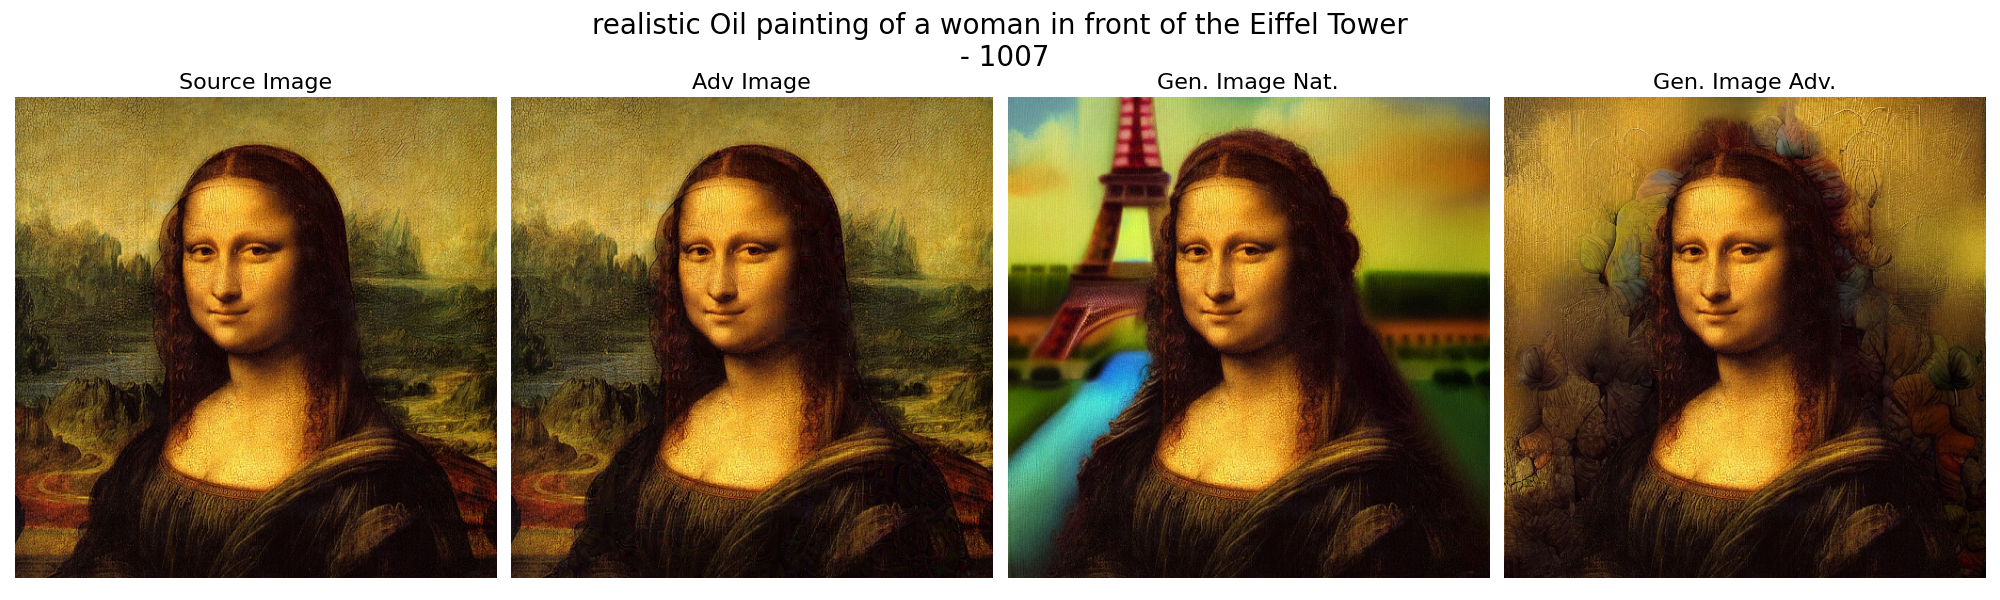 realistic Oil painting of a woman in front of the Eiffel Tower
- 1007
Source Image
Adv Image
Gen. Image Nat.
Gen. Image Adv.